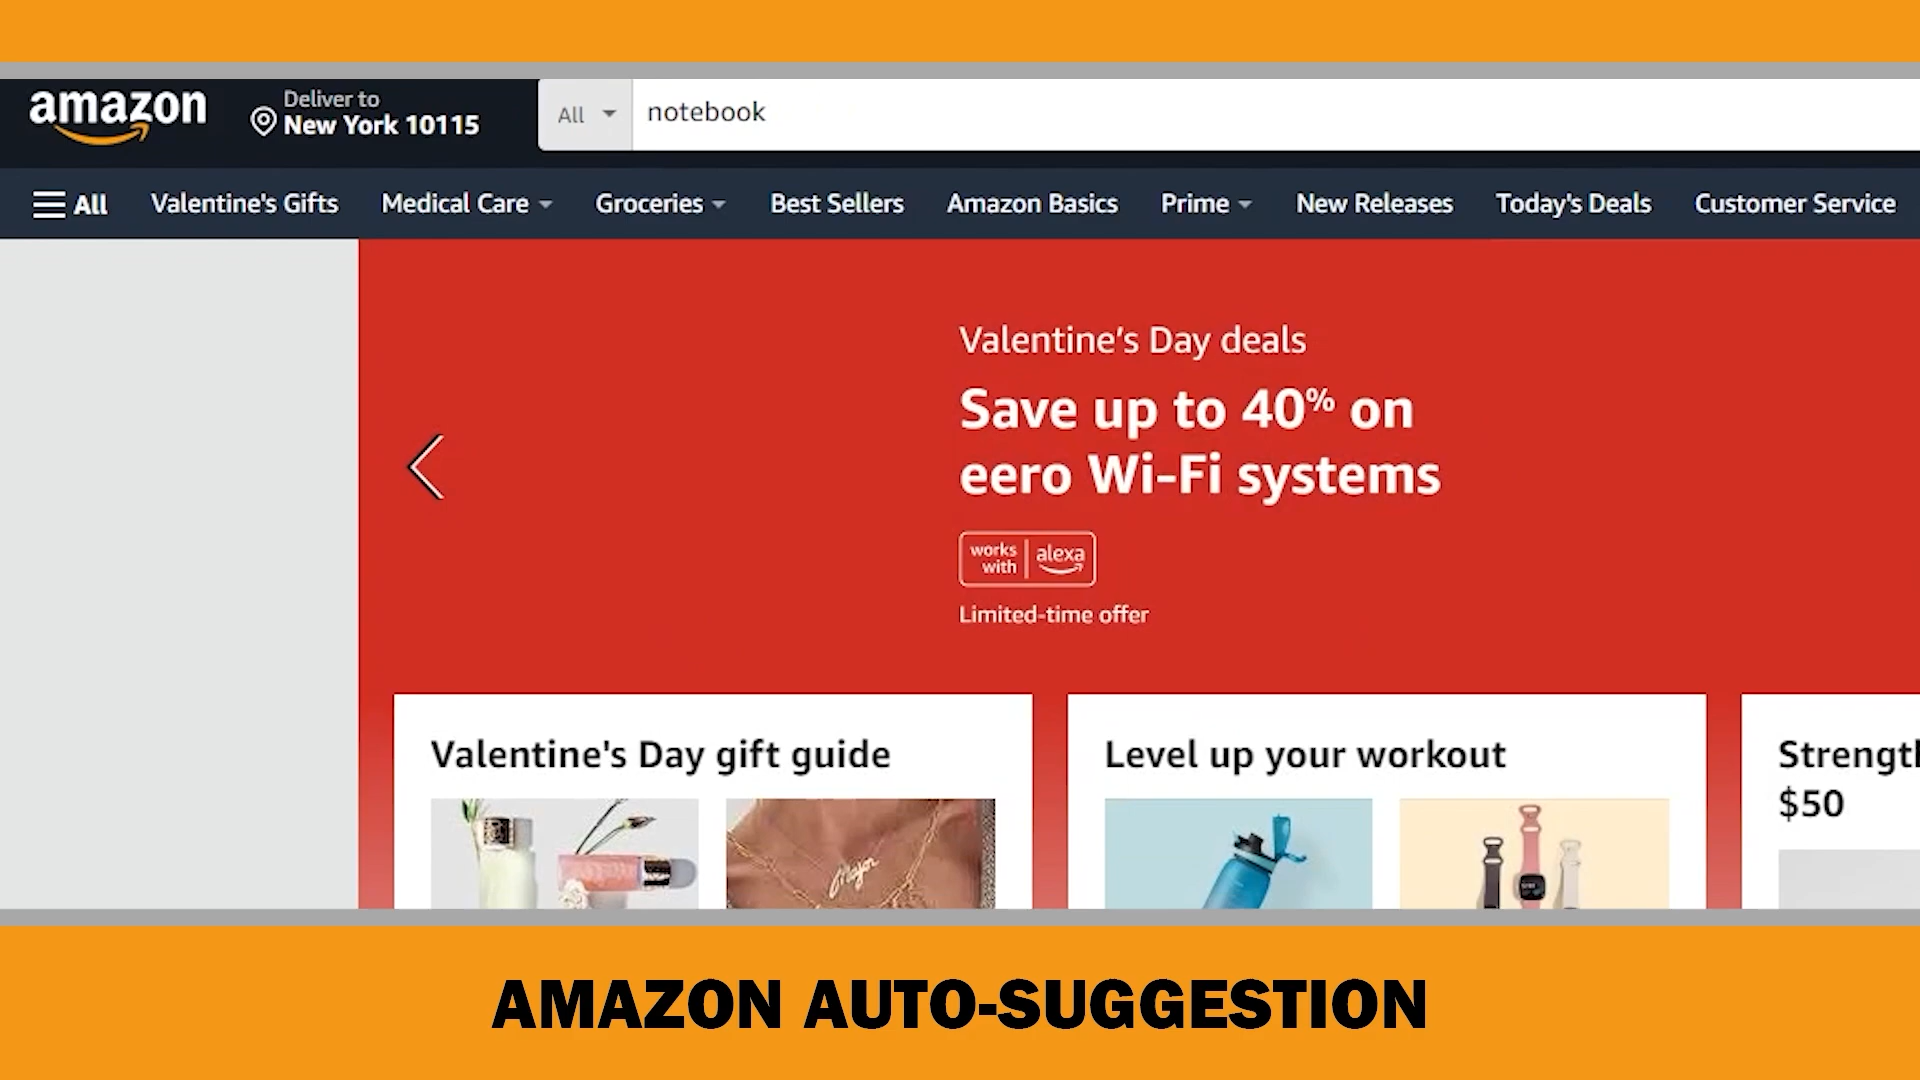 amazon
Deliver to
New York 10115
All
notebook
All
Valentine's Gifts
Medical Care
Groceries
Best Sellers
Amazon Basics
Prime
New Releases
Today's Deals
Customer Service
Valentine's Day deals
Save up to 40% on
eero Wi-Fi systems
works with | alexa
Limited-time offer
Valentine's Day gift guide
Level up your workout
Strength
$50
Major
AMAZON AUTO-SUGGESTION